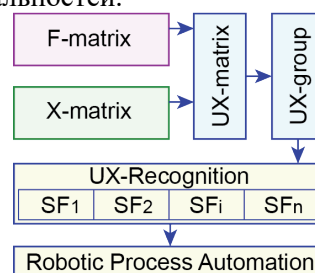 F-matrix
X-matrix
UX-matrix
UX-group
UX-Recognition
SF1 SF2 SFi SFn
Robotic Process Automation